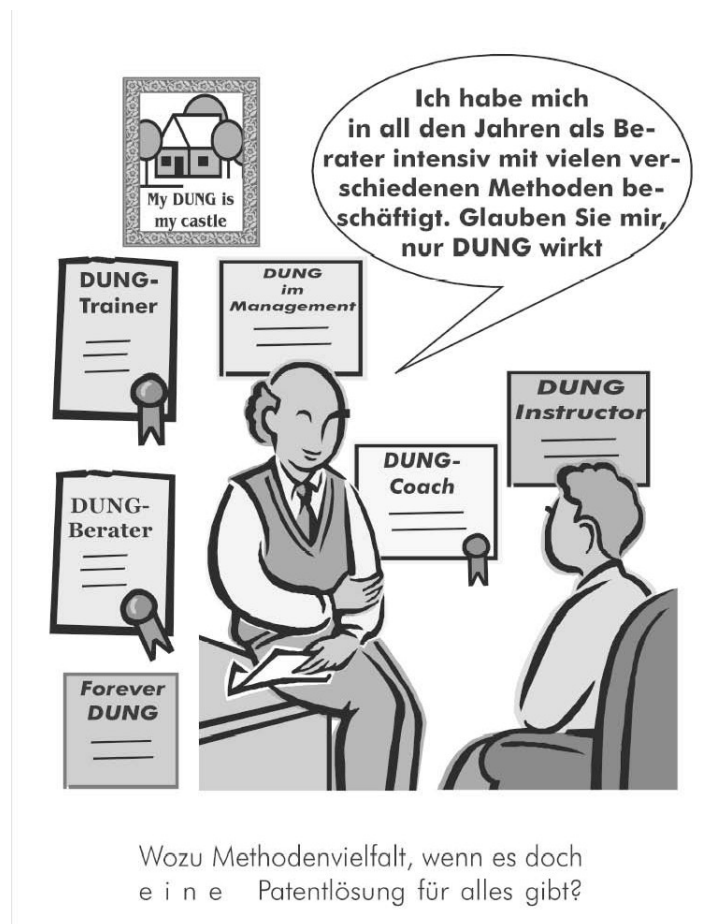 My DUNG is
my castle
Ich habe mich
in all den Jahren als Be-
rater intensiv mit vielen ver-
schiedenen Methoden be-
schäftigt. Glauben Sie mir,
nur DUNG wirkt
DUNG-
Trainer
DUNG
im
Management
DUNG
Instructor
DUNG-
Coach
DUNG-
Berater
Forever
DUNG
Wozu Methodenvielfalt, wenn es doch
e i n e Patentlösung für alles gibt?